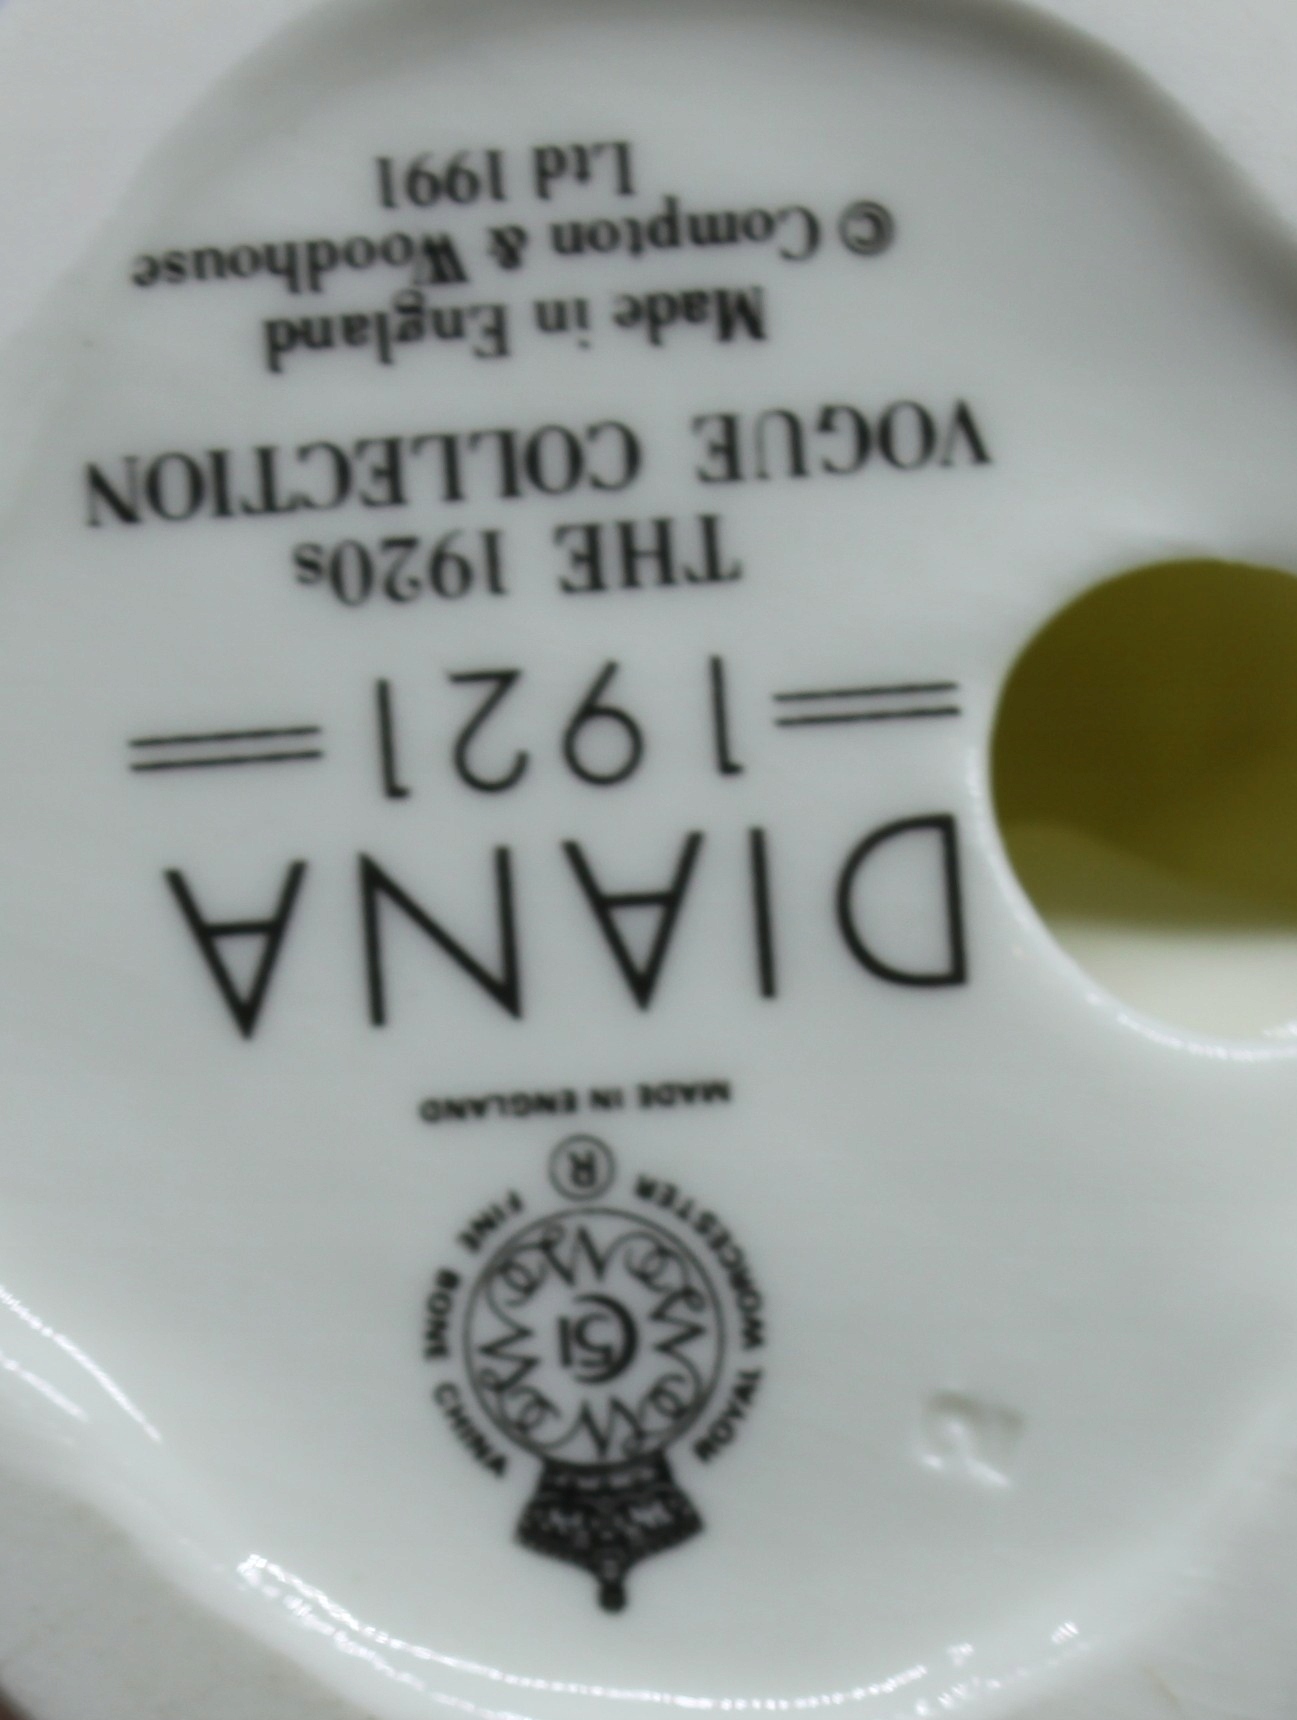 ROYAL WORCESTER
FINE BONE CHINA
51
®
MADE IN ENGLAND
DIANA
1921
THE 1920s
VOGUE COLLECTION
Made in England
© Compton & Woodhouse
Ltd 1991